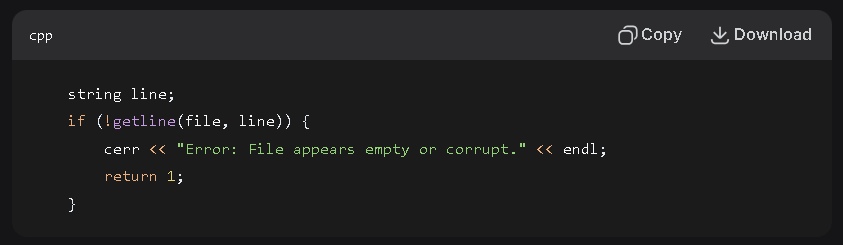 cpp
Copy
Download
string line;
if (!getline(file, line)) {
cerr << "Error: File appears empty or corrupt." << endl;
return 1;
}